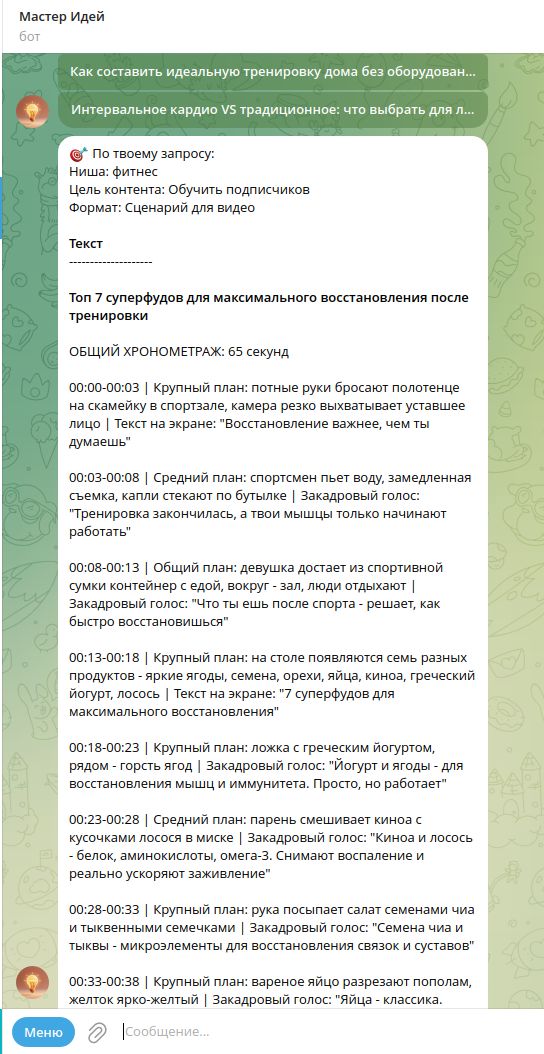 Мастер Идей
бот
Как составить идеальную тренировку дома без оборудован...
Интервальное кардио VS традиционное: что выбрать для л...
🎯 По твоему запросу:
Ниша: фитнес
Цель контента: Обучить подписчиков
Формат: Сценарий для видео
Текст
--------------------
Топ 7 суперфудов для максимального восстановления после
тренировки
ОБЩИЙ ХРОНОМЕТРАЖ: 65 секунд
00:00-00:03 | Крупный план: потные руки бросают полотенце
на скамейку в спортзале, камера резко выхватывает уставшее
лицо | Текст на экране: "Восстановление важнее, чем ты
думаешь"
00:03-00:08 | Средний план: спортсмен пьет воду, замедленная
съемка, капли стекают по бутылке | Закадровый голос:
"Тренировка закончилась, а твои мышцы только начинают
работать"
00:08-00:13 | Общий план: девушка достает из спортивной
сумки контейнер с едой, вокруг - зал, люди отдыхают |
Закадровый голос: "Что ты ешь после спорта - решает, как
быстро восстановишься"
00:13-00:18 | Крупный план: на столе появляются семь разных
продуктов - яркие ягоды, семена, орехи, яйца, киноа, греческий
йогурт, лосось | Текст на экране: "7 суперфудов для
максимального восстановления"
00:18-00:23 | Крупный план: ложка с греческим йогуртом,
рядом - горсть ягод | Закадровый голос: "Йогурт и ягоды - для
восстановления мышц и иммунитета. Просто, но работает"
00:23-00:28 | Средний план: парень смешивает киноа с
кусочками лосося в миске | Закадровый голос: "Киноа и лосось
- белок, аминокислоты, омега-3. Снимают воспаление и
реально ускоряют заживление"
00:28-00:33 | Крупный план: рука посыпает салат семенами чиа
и тыквенными семечками | Закадровый голос: "Семена чиа и
тыквы - микроэлементы для восстановления связок и суставов"
00:33-00:38 | Крупный план: вареное яйцо разрезают пополам,
желток ярко-желтый | Закадровый голос: "Яйца - классика.
Меню
Сообщение...